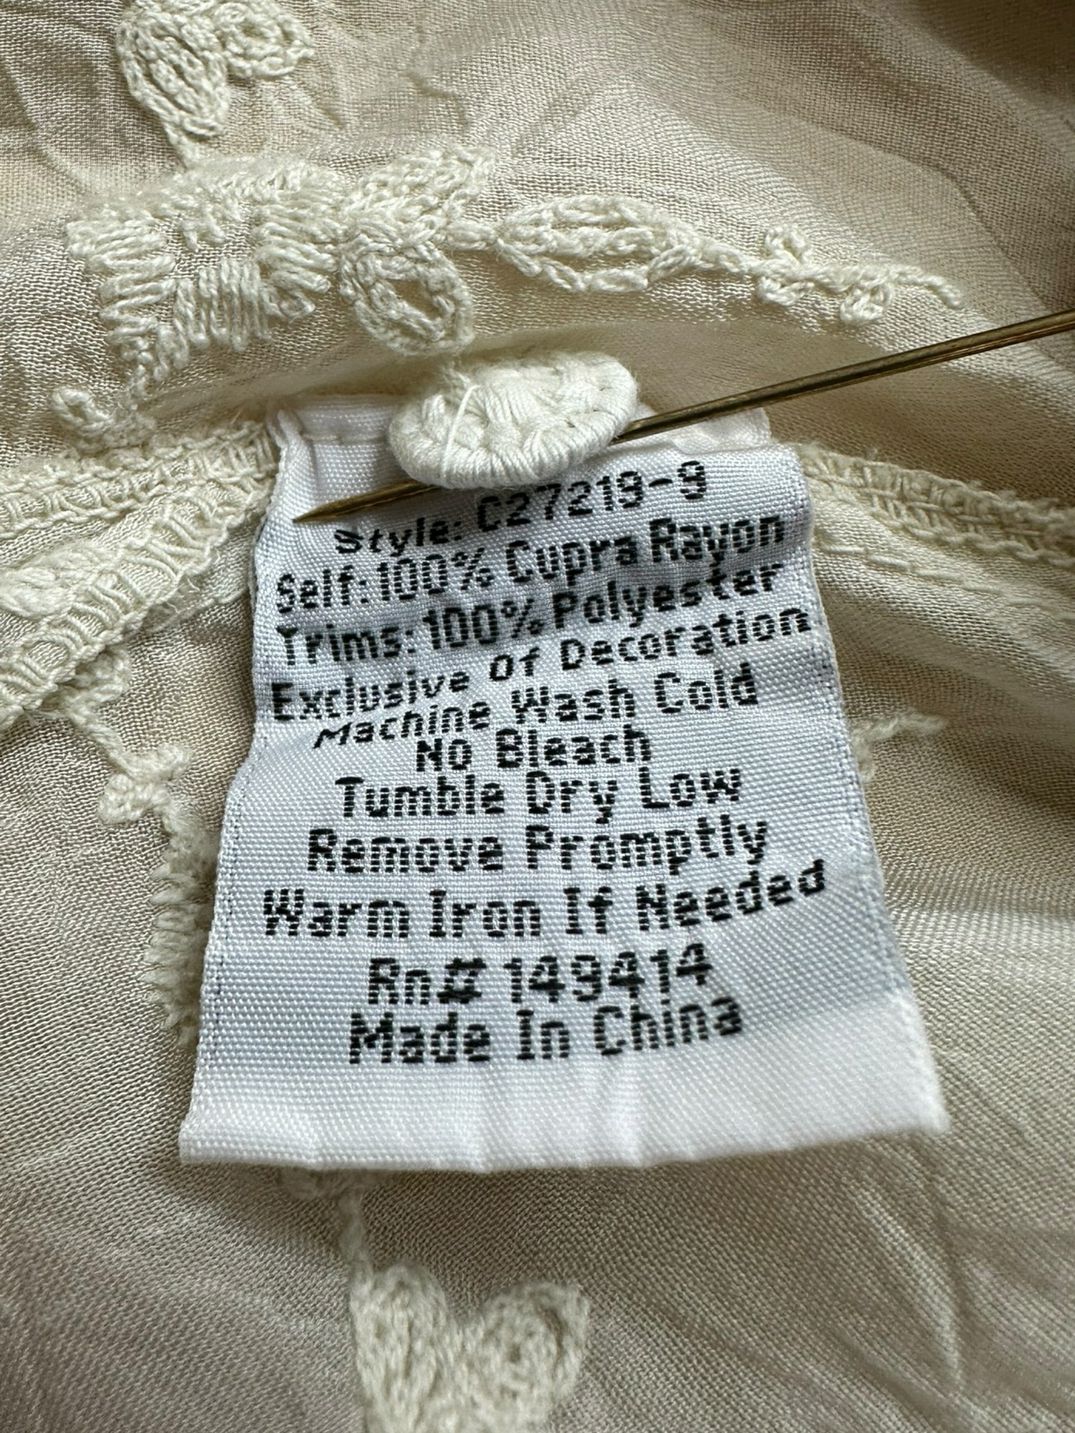 Style: C27219-9
Self: 100% Cupra Rayon
Trims: 100% Polyester
Exclusive Of Decoration
Machine Wash Cold
No Bleach
Tumble Dry Low
Remove Promptly
Warm Iron If Needed
Rn# 149414
Made In China